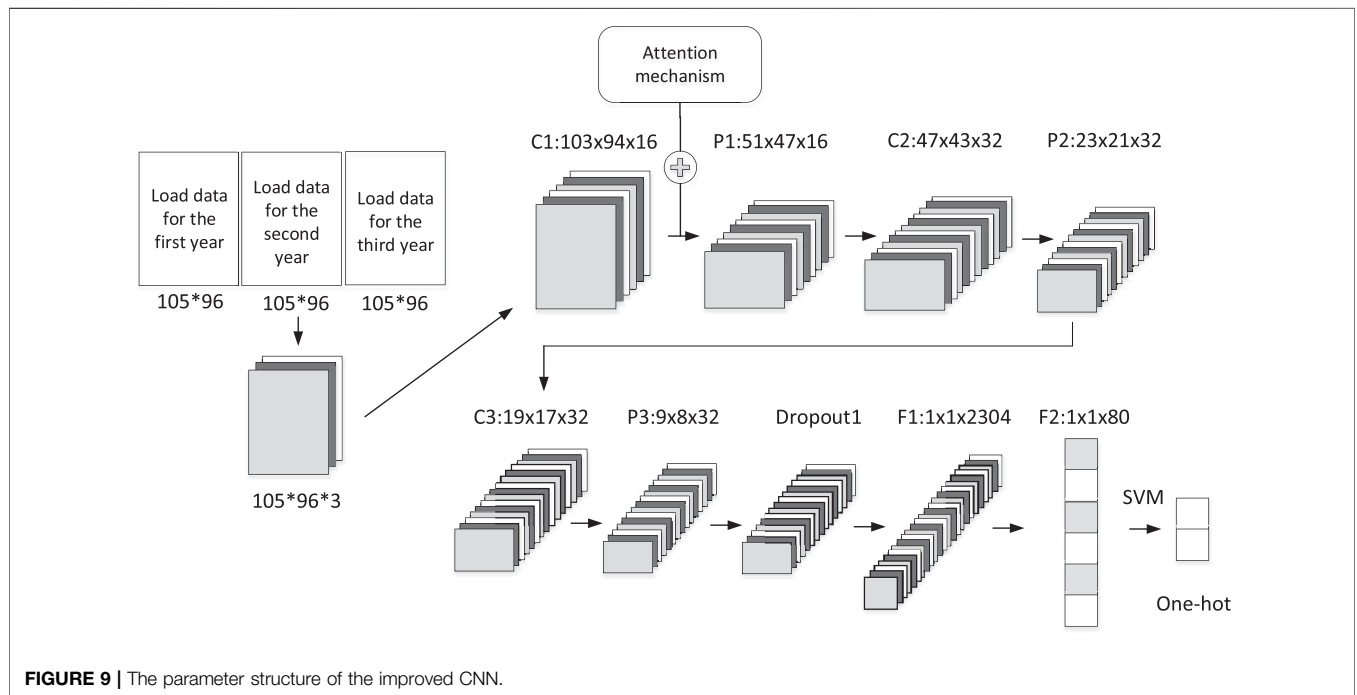 Attention
mechanism
C1:103x94x16
P1:51x47x16
C2:47x43x32
P2:23x21x32
Load data
for the
first year
Load data
for the
second
year
Load data
for the
third year
105*96
105*96
105*96
105*96*3
C3:19x17x32
P3:9x8x32
Dropout1
F1:1x1x2304
F2:1x1x80
SVM
One-hot
FIGURE 9 | The parameter structure of the improved CNN.